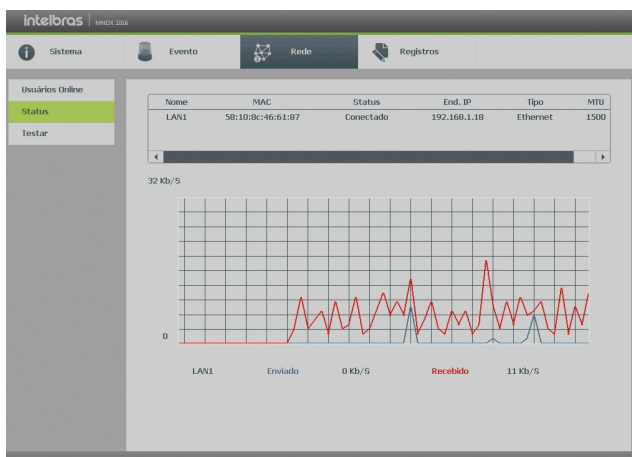 intelbras MHDX 1016
Sistema Evento Rede Registros
Usuários Online
Status
Testar
Nome MAC Status End. IP Tipo MTU
LAN1 58:10:8c:46:61:87 Conectado 192.168.1.18 Ethernet 1500
32 Kb/S
0
LAN1 Enviado 0 Kb/S Recebido 11 Kb/S